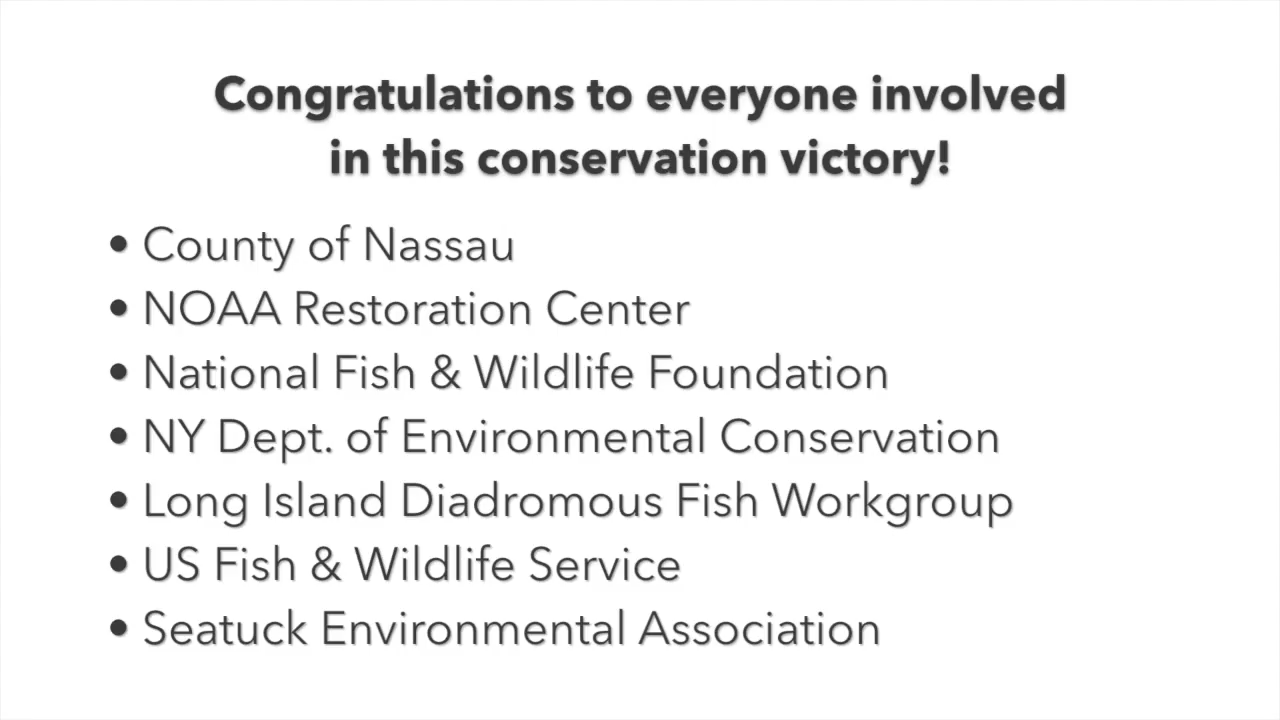 Congratulations to everyone involved
in this conservation victory!
• County of Nassau
• NOAA Restoration Center
• National Fish & Wildlife Foundation
• NY Dept. of Environmental Conservation
• Long Island Diadromous Fish Workgroup
• US Fish & Wildlife Service
• Seatuck Environmental Association